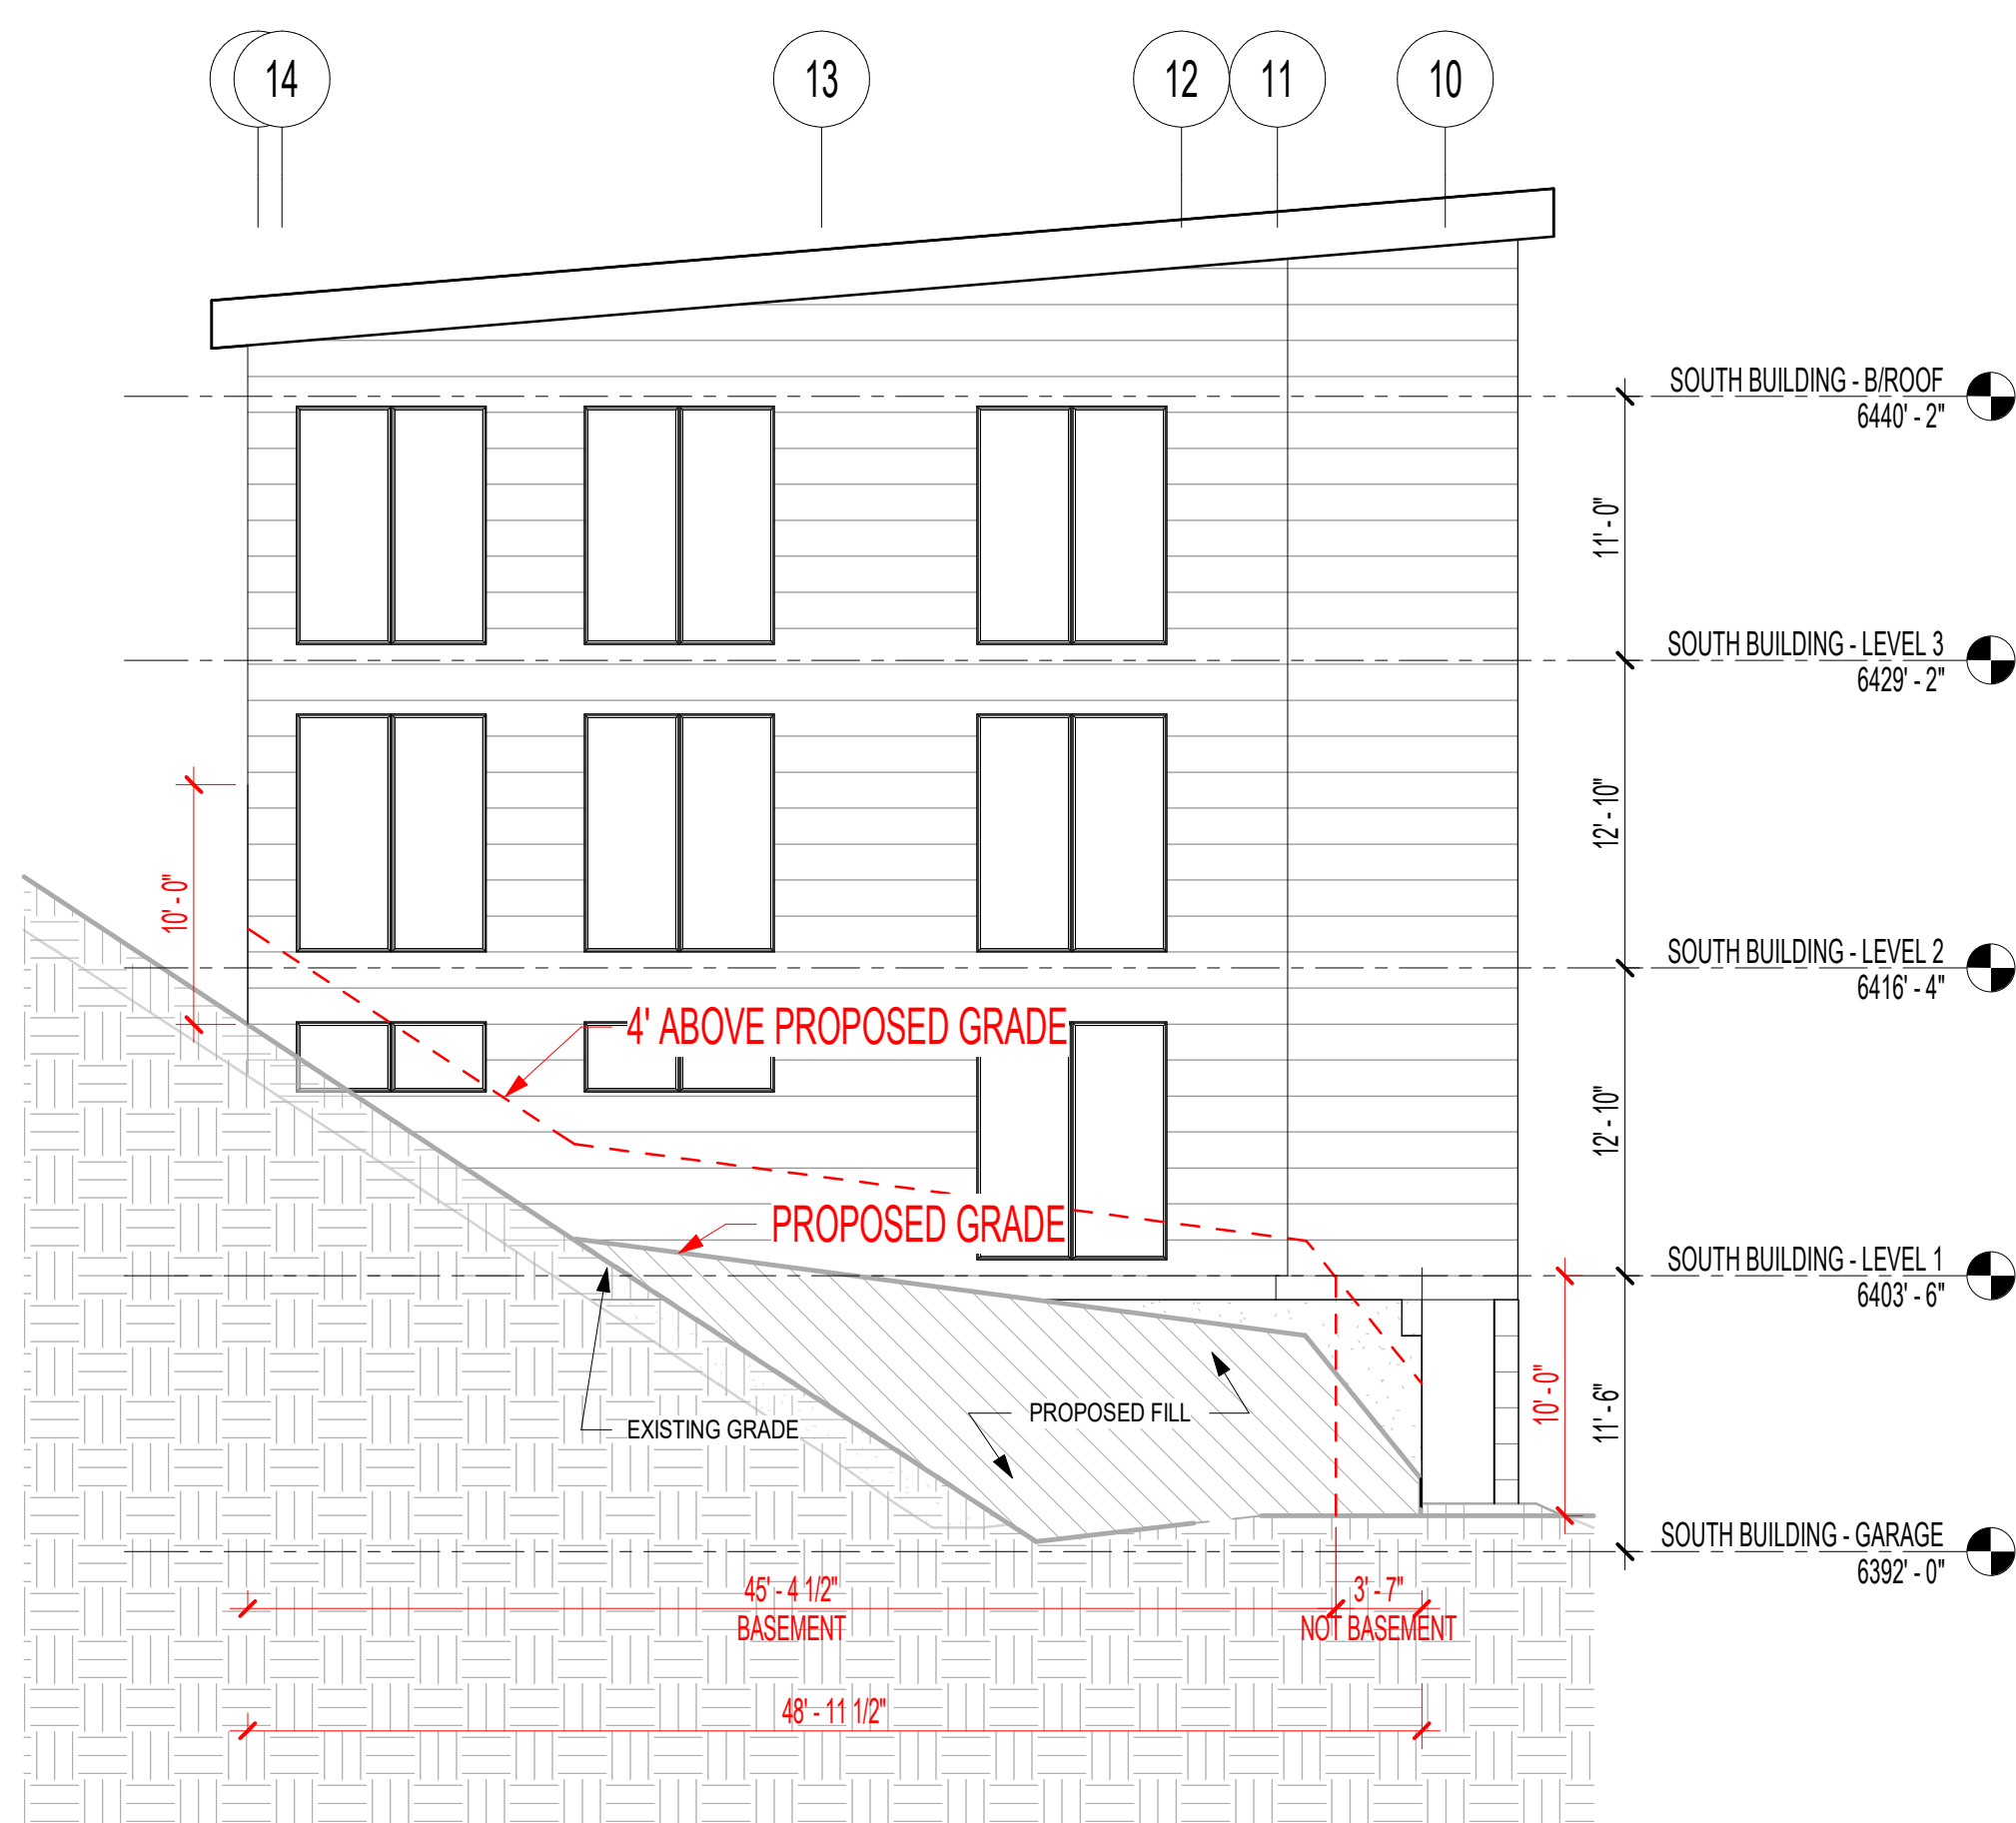 14
13
12
11
10
SOUTH BUILDING - B/ROOF
6440' - 2"
11' - 0"
SOUTH BUILDING - LEVEL 3
6429' - 2"
12' - 10"
10' - 0"
SOUTH BUILDING - LEVEL 2
6416' - 4"
4' ABOVE PROPOSED GRADE
12' - 10"
PROPOSED GRADE
SOUTH BUILDING - LEVEL 1
6403' - 6"
10' - 0"
11' - 6"
PROPOSED FILL
EXISTING GRADE
SOUTH BUILDING - GARAGE
6392' - 0"
45' - 4 1/2"
BASEMENT
3' - 7"
NOT BASEMENT
48' - 11 1/2"